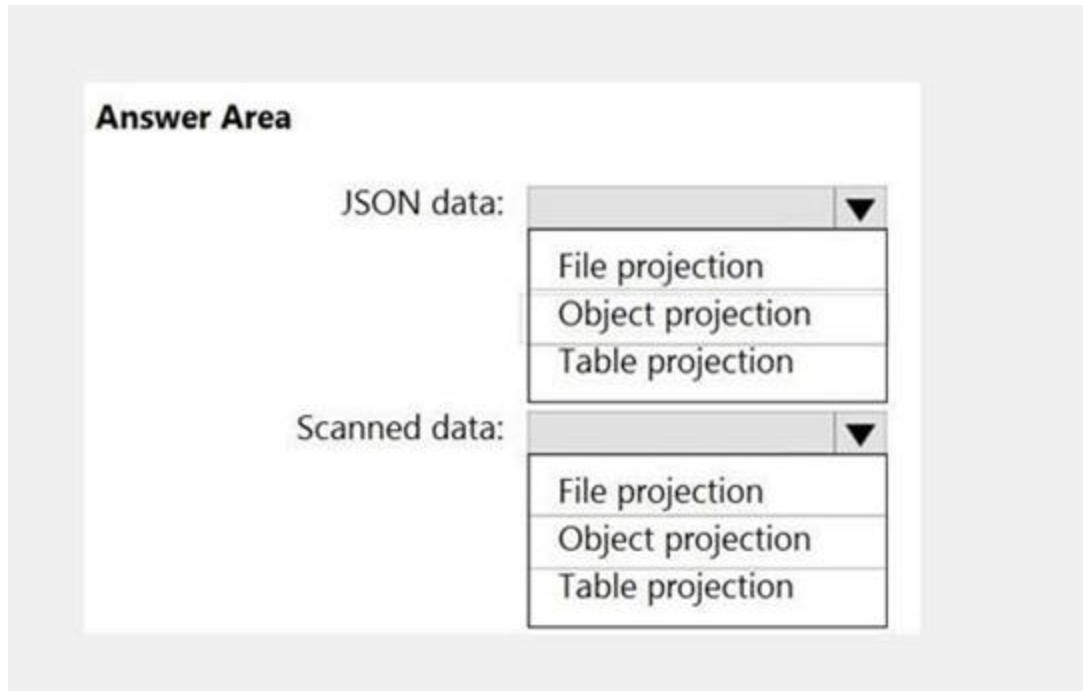 Answer Area
JSON data:
File projection
Object projection
Table projection
Scanned data:
File projection
Object projection
Table projection